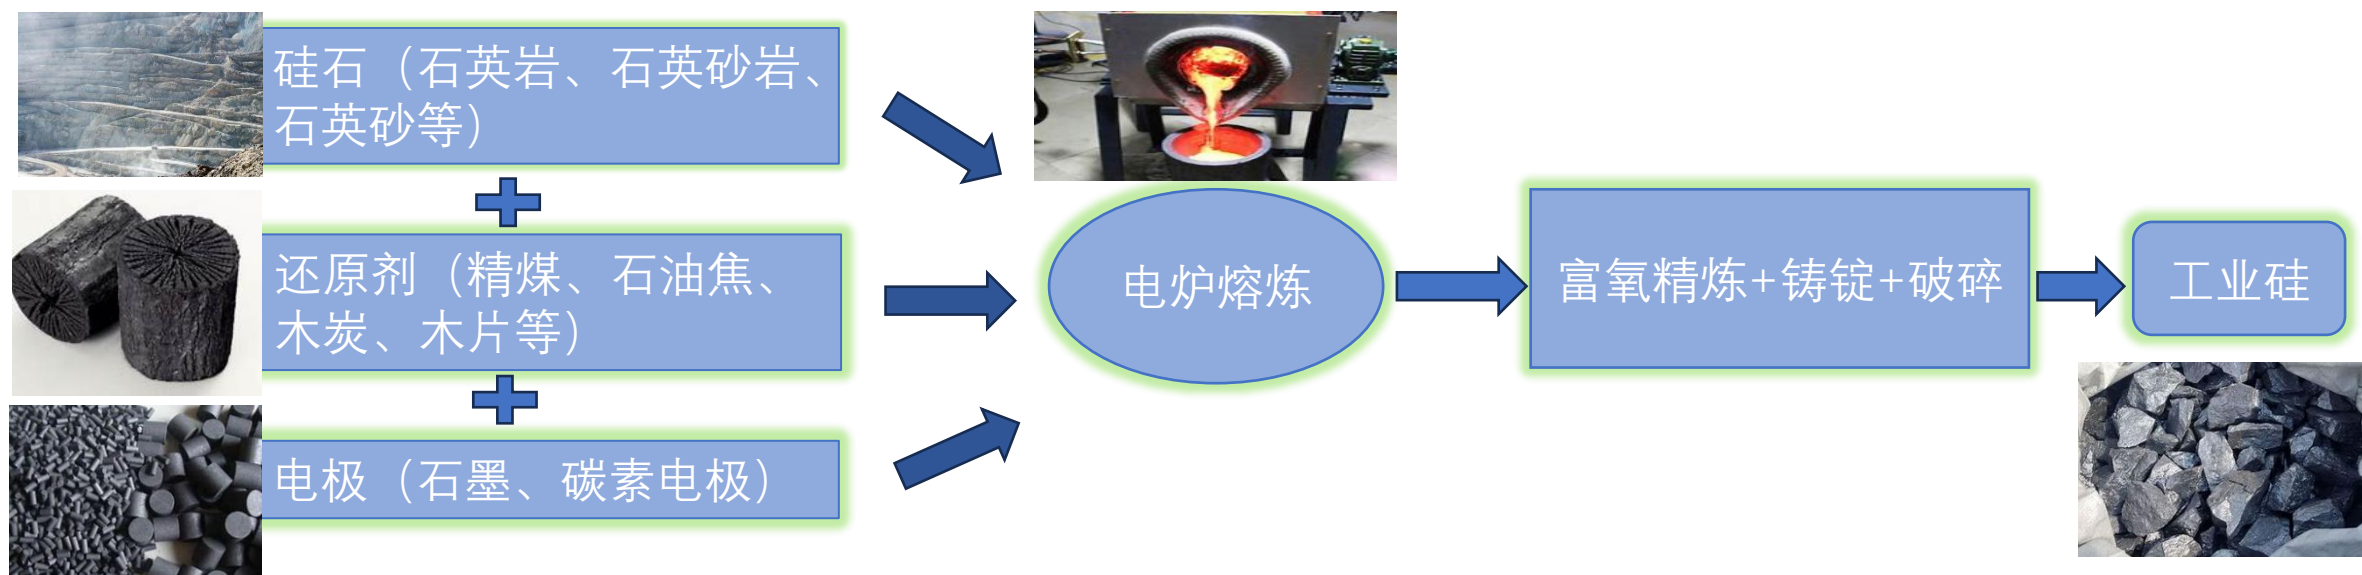 硅石（石英岩、石英砂岩、
石英砂等）
还原剂（精煤、石油焦、
木炭、木片等）
电极（石墨、碳素电极）
电炉熔炼
富氧精炼+铸锭+破碎
工业硅